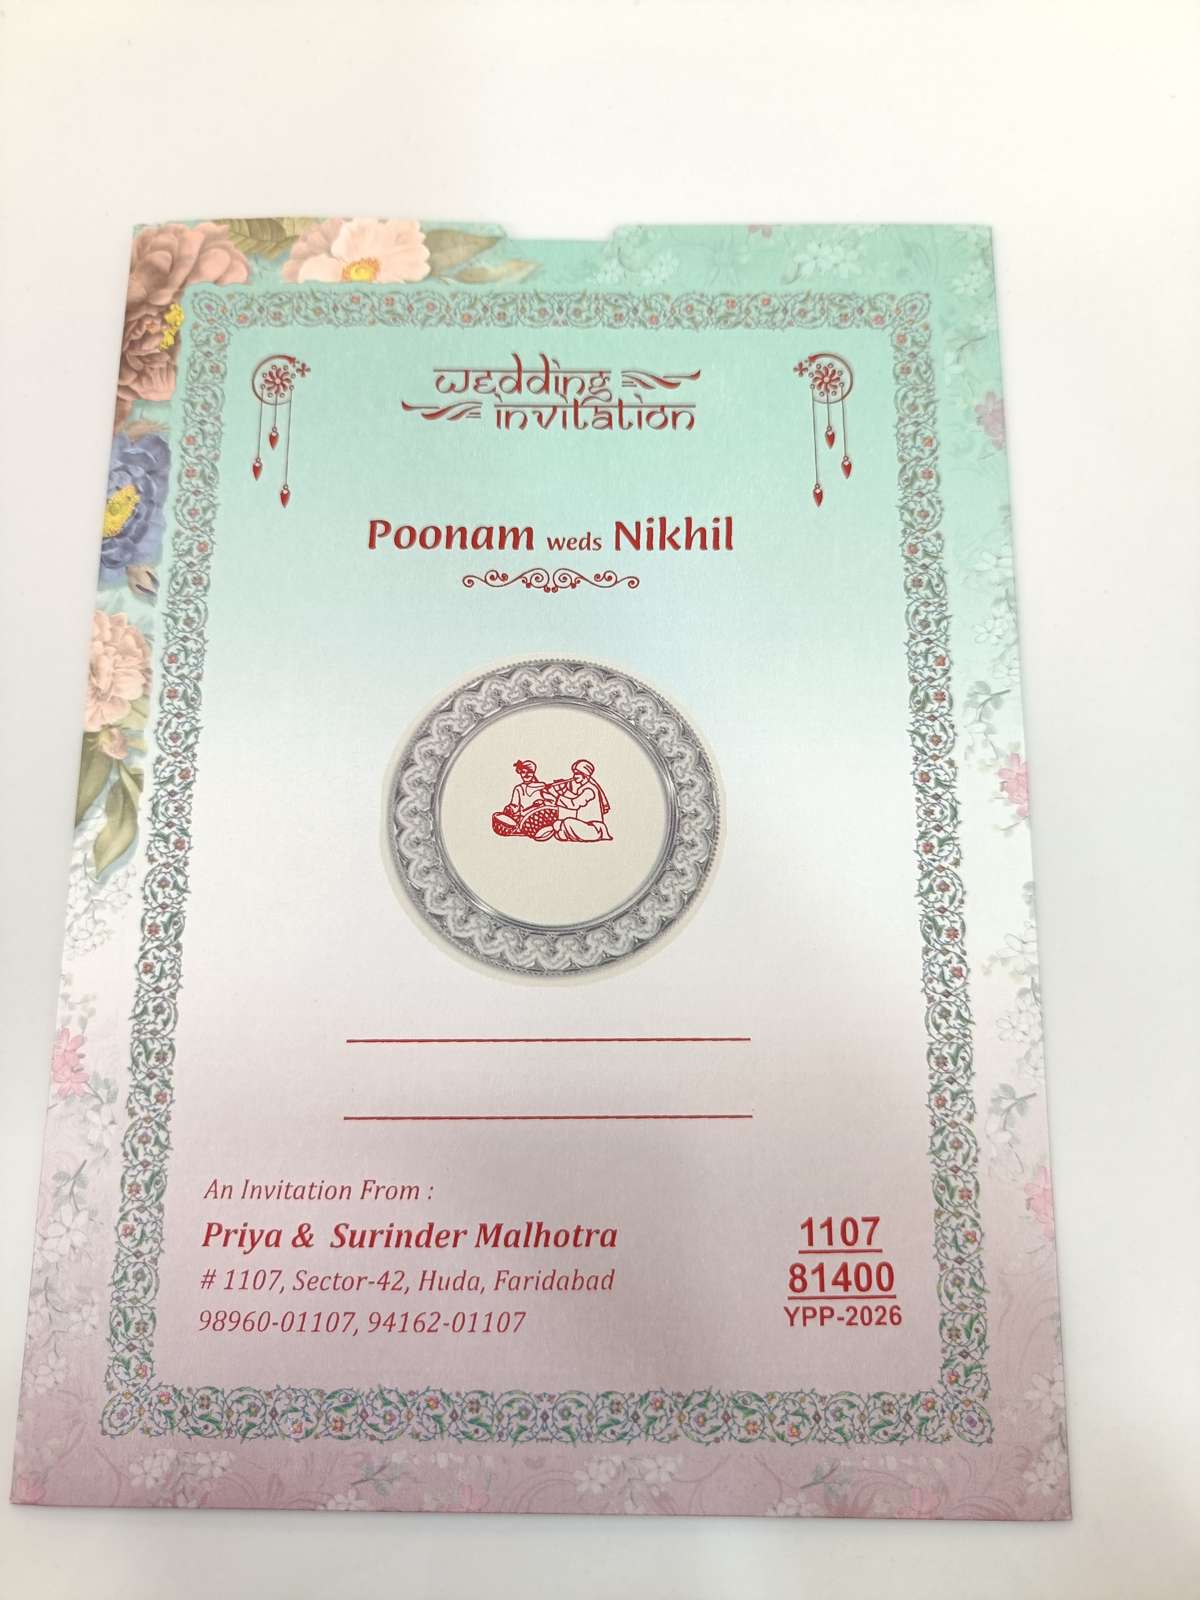 wedding
invitation
Poonam weds Nikhil
An Invitation From :
Priya & Surinder Malhotra
# 1107, Sector-42, Huda, Faridabad
98960-01107, 94162-01107
1107
81400
YPP-2026